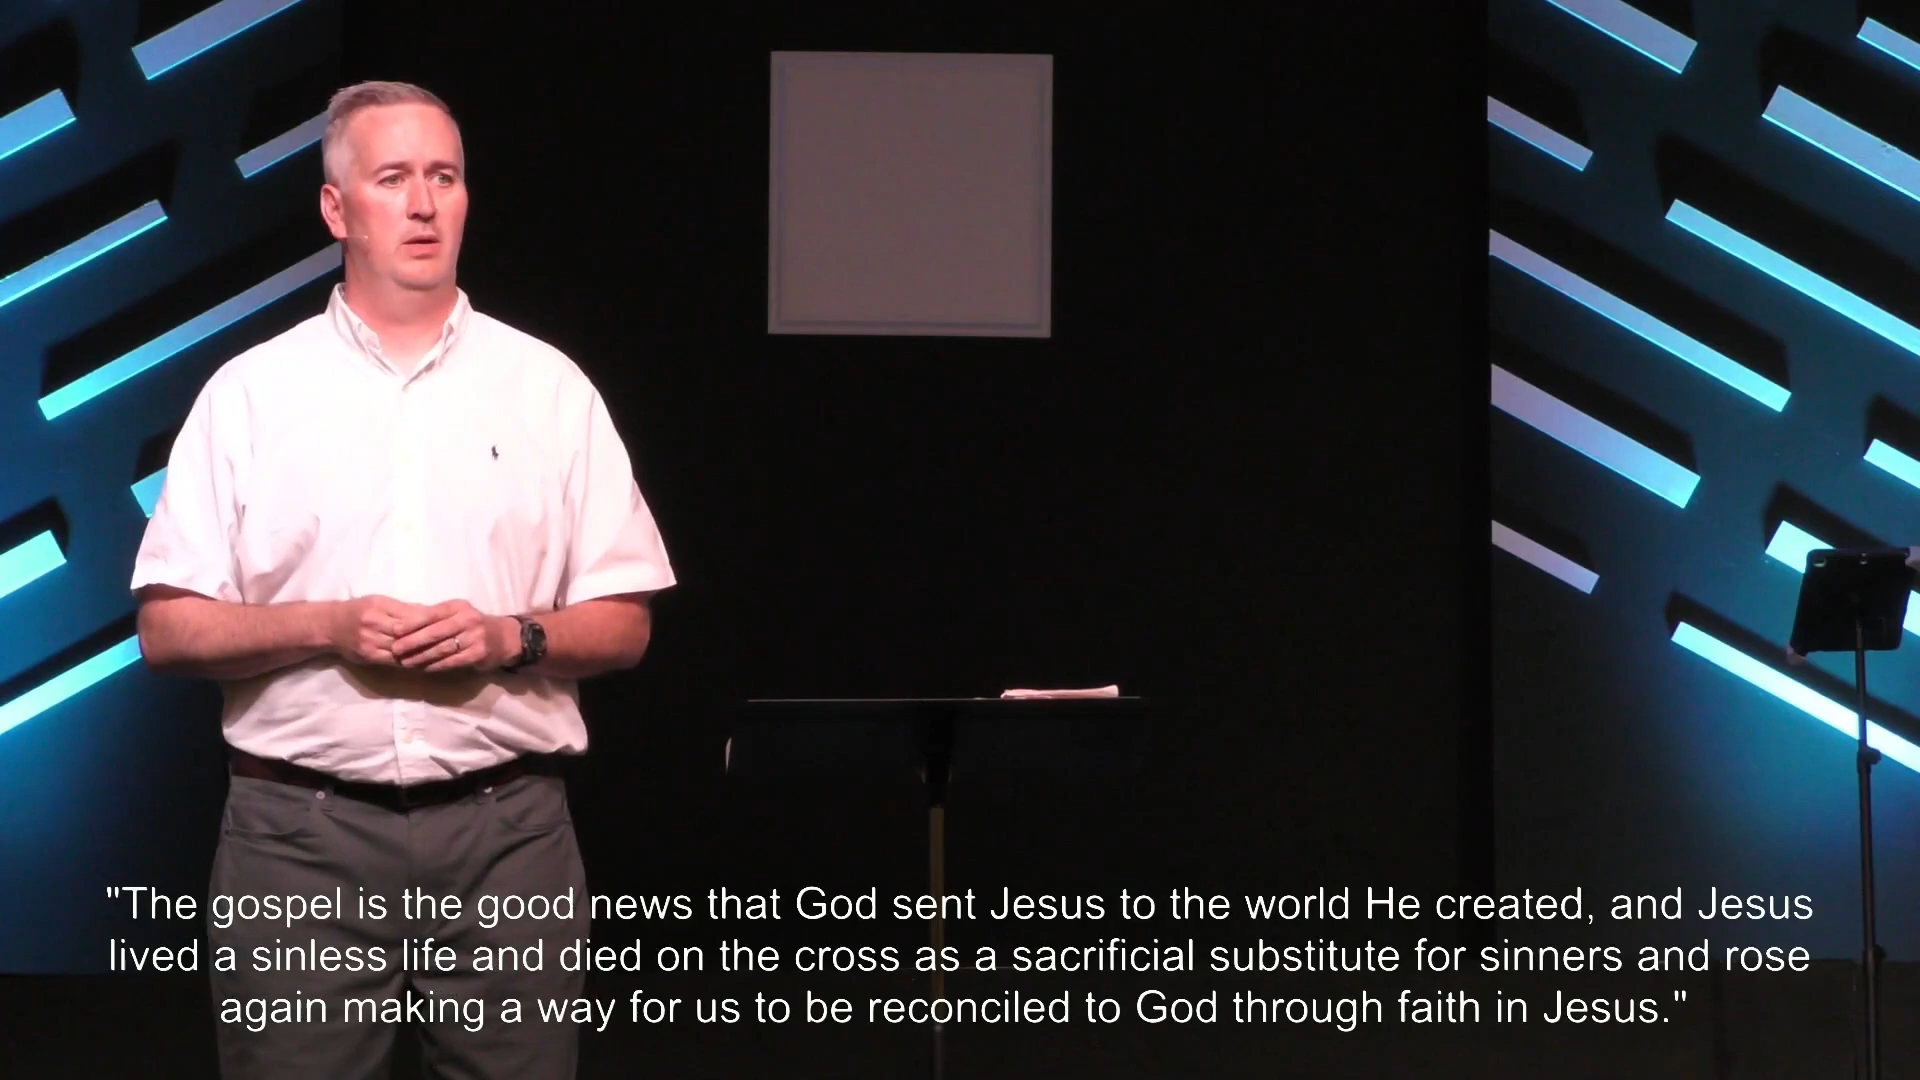 "The gospel is the good news that God sent Jesus to the world He created, and Jesus
lived a sinless life and died on the cross as a sacrificial substitute for sinners and rose
again making a way for us to be reconciled to God through faith in Jesus."